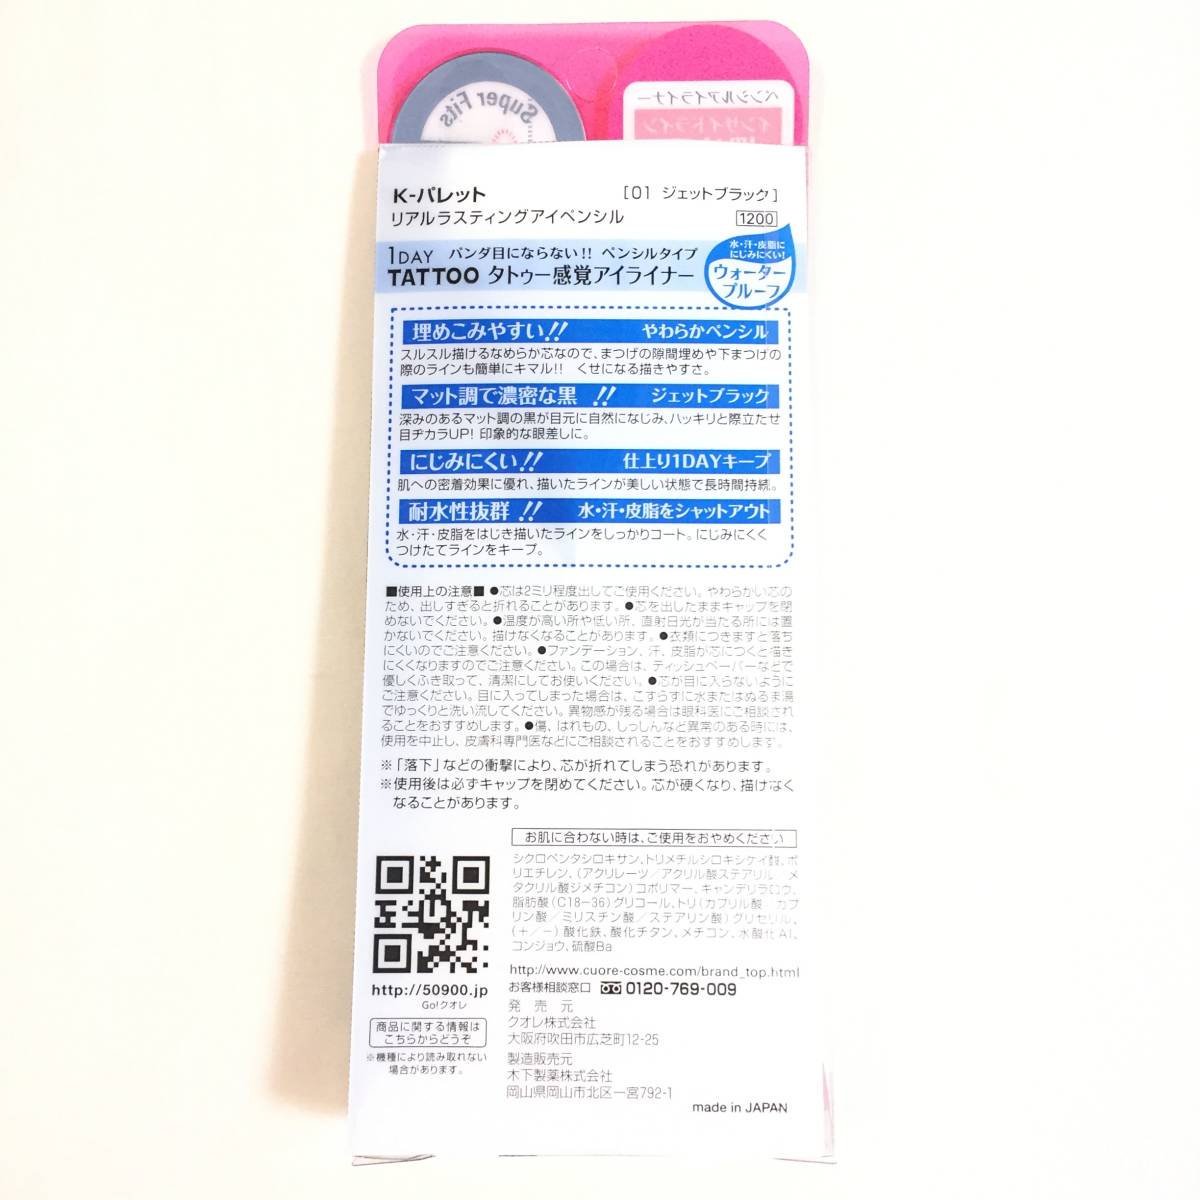 Super Fits
ペンシルアイライナー
インサイドライン
K-パレット
[01 ジェットブラック]
リアルラスティングアイペンシル
1200
1DAY パンダ目にならない!! ペンシルタイプ
TATTOO タトゥー感覚アイライナー
水・汗・皮脂に
にじみにくい!
ウォーター
プルーフ
埋めこみやすい!! やわらかペンシル
スルスル描けるなめらか芯なので、まつげの隙間埋めや下まつげの
際のラインも簡単にキマル!! くせになる描きやすさ。
マット調で濃密な黒 !! ジェットブラック
深みのあるマット調の黒が目元に自然になじみ、ハッキリと際立たせ
目ヂカラUP! 印象的な眼差しに。
にじみにくい!! 仕上り1DAYキープ
肌への密着効果に優れ、描いたラインが美しい状態で長時間持続。
耐水性抜群 !! 水・汗・皮脂をシャットアウト
水・汗・皮脂をはじき描いたラインをしっかりコート。にじみにくく
つけたてラインをキープ。
■使用上の注意■ ●芯は2ミリ程度出してご使用ください。やわらかい芯の
ため、出しすぎると折れることがあります。●芯を出したままキャップを閉
めないでください。●温度が高い所や低い所、直射日光が当たる所には置
かないでください。描けなくなることがあります。●衣類につきますと落ち
にくいのでご注意ください。●ファンデーション、汗、皮脂が芯につくと描き
にくくなりますのでご注意ください。この場合は、ティッシュペーパーなどで
優しくふき取って、清潔にしてお使いください。●芯が目に入らないように
ご注意ください。目に入ってしまった場合は、こすらずに水またはぬるま湯
でゆっくりと洗い流してください。異物感が残る場合は眼科医にご相談され
ることをおすすめします。●傷、はれもの、しっしんなど異常のある時には、
使用を中止し、皮膚科専門医などにご相談されることをおすすめします。
※「落下」などの衝撃により、芯が折れてしまう恐れがあります。
※使用後は必ずキャップを閉めてください。芯が硬くなり、描けなく
なることがあります。
お肌に合わない時は、ご使用をおやめください
シクロペンタシロキサン、トリメチルシロキシケイ酸、ポ
リエチレン、(アクリレーツ/アクリル酸ステアリル/メ
タクリル酸ジメチコン)コポリマー、キャンデリラロウ、
脂肪酸(C18-36)グリコール、トリ(カプリル酸/カプ
リン酸/ミリスチン酸/ステアリン酸)グリセリル、
(+/-)酸化鉄、酸化チタン、メチコン、水酸化Al、
コンジョウ、硫酸Ba
http://www.cuore-cosme.com/brand_top.html
お客様相談窓口 0120-769-009
発 売 元
クオレ株式会社
大阪府吹田市広芝町12-25
製造販売元
木下製薬株式会社
岡山県岡山市北区一宮792-1
made in JAPAN
http://50900.jp
Go!クオレ
商品に関する情報は
こちらからどうぞ
※機種により読み取れない
場合があります。